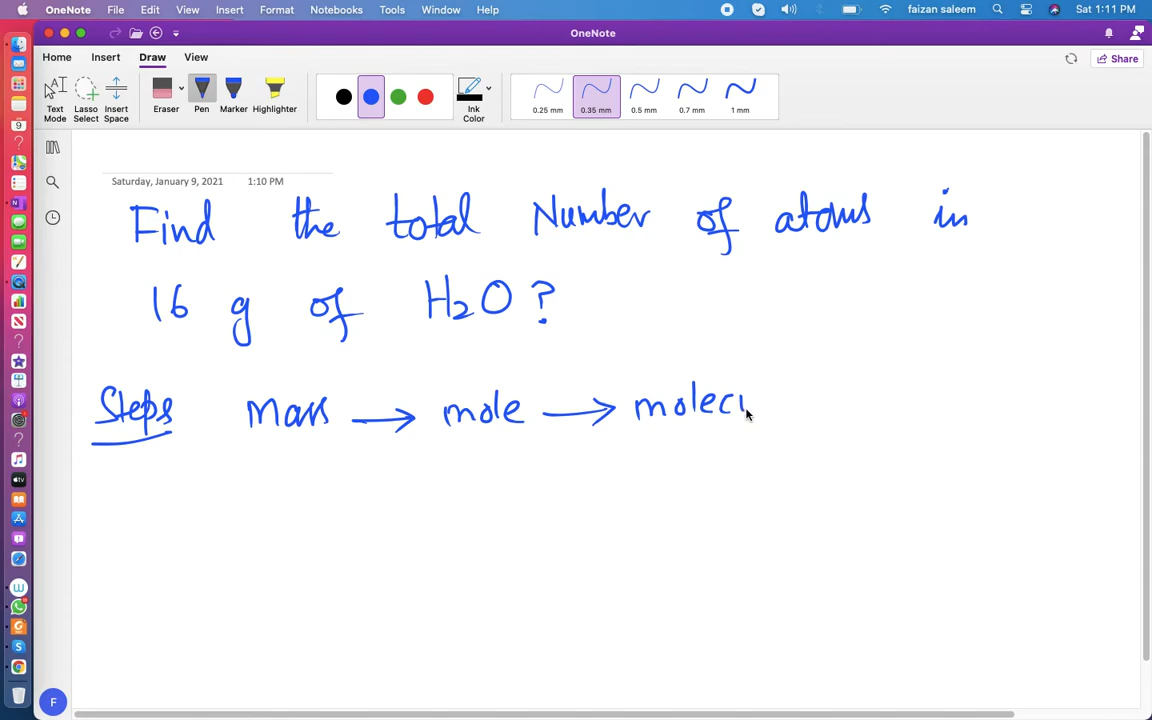 OneNote File Edit View Insert Format Notebooks Tools Window Help faizan saleem Sat 1:11 PM
OneNote
Home Insert Draw View Share
Text Mode Lasso Select Insert Space Eraser Pen Marker Highlighter Ink Color 0.25 mm 0.35 mm 0.5 mm 0.7 mm 1 mm
Saturday, January 9, 2021 1:10 PM
Find the total Number of atoms in
16 g of H2O ?
Steps Mass → mole → molec
F